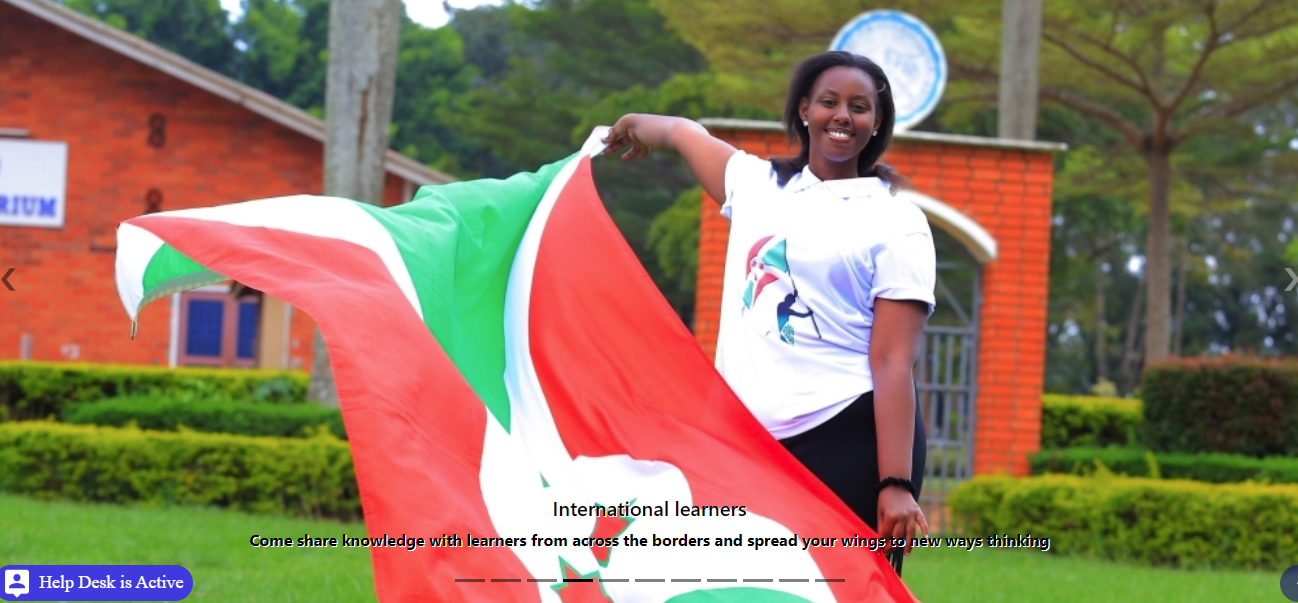 RIUM
International learners
Come share knowledge with learners from across the borders and spread your wings to new ways thinking
Help Desk is Active